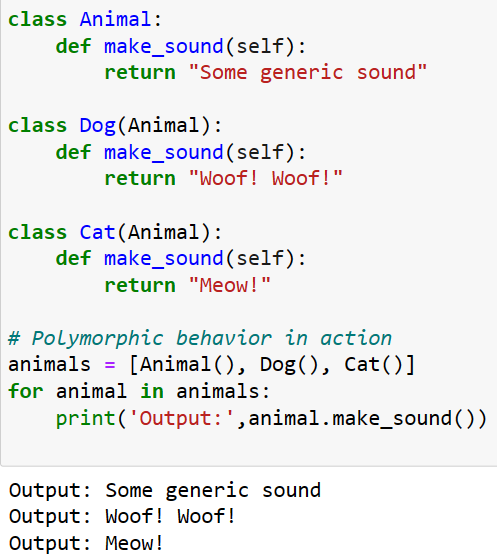 class Animal:
    def make_sound(self):
        return "Some generic sound"

class Dog(Animal):
    def make_sound(self):
        return "Woof! Woof!"

class Cat(Animal):
    def make_sound(self):
        return "Meow!"

# Polymorphic behavior in action
animals = [Animal(), Dog(), Cat()]
for animal in animals:
    print('Output:',animal.make_sound())

Output: Some generic sound
Output: Woof! Woof!
Output: Meow!